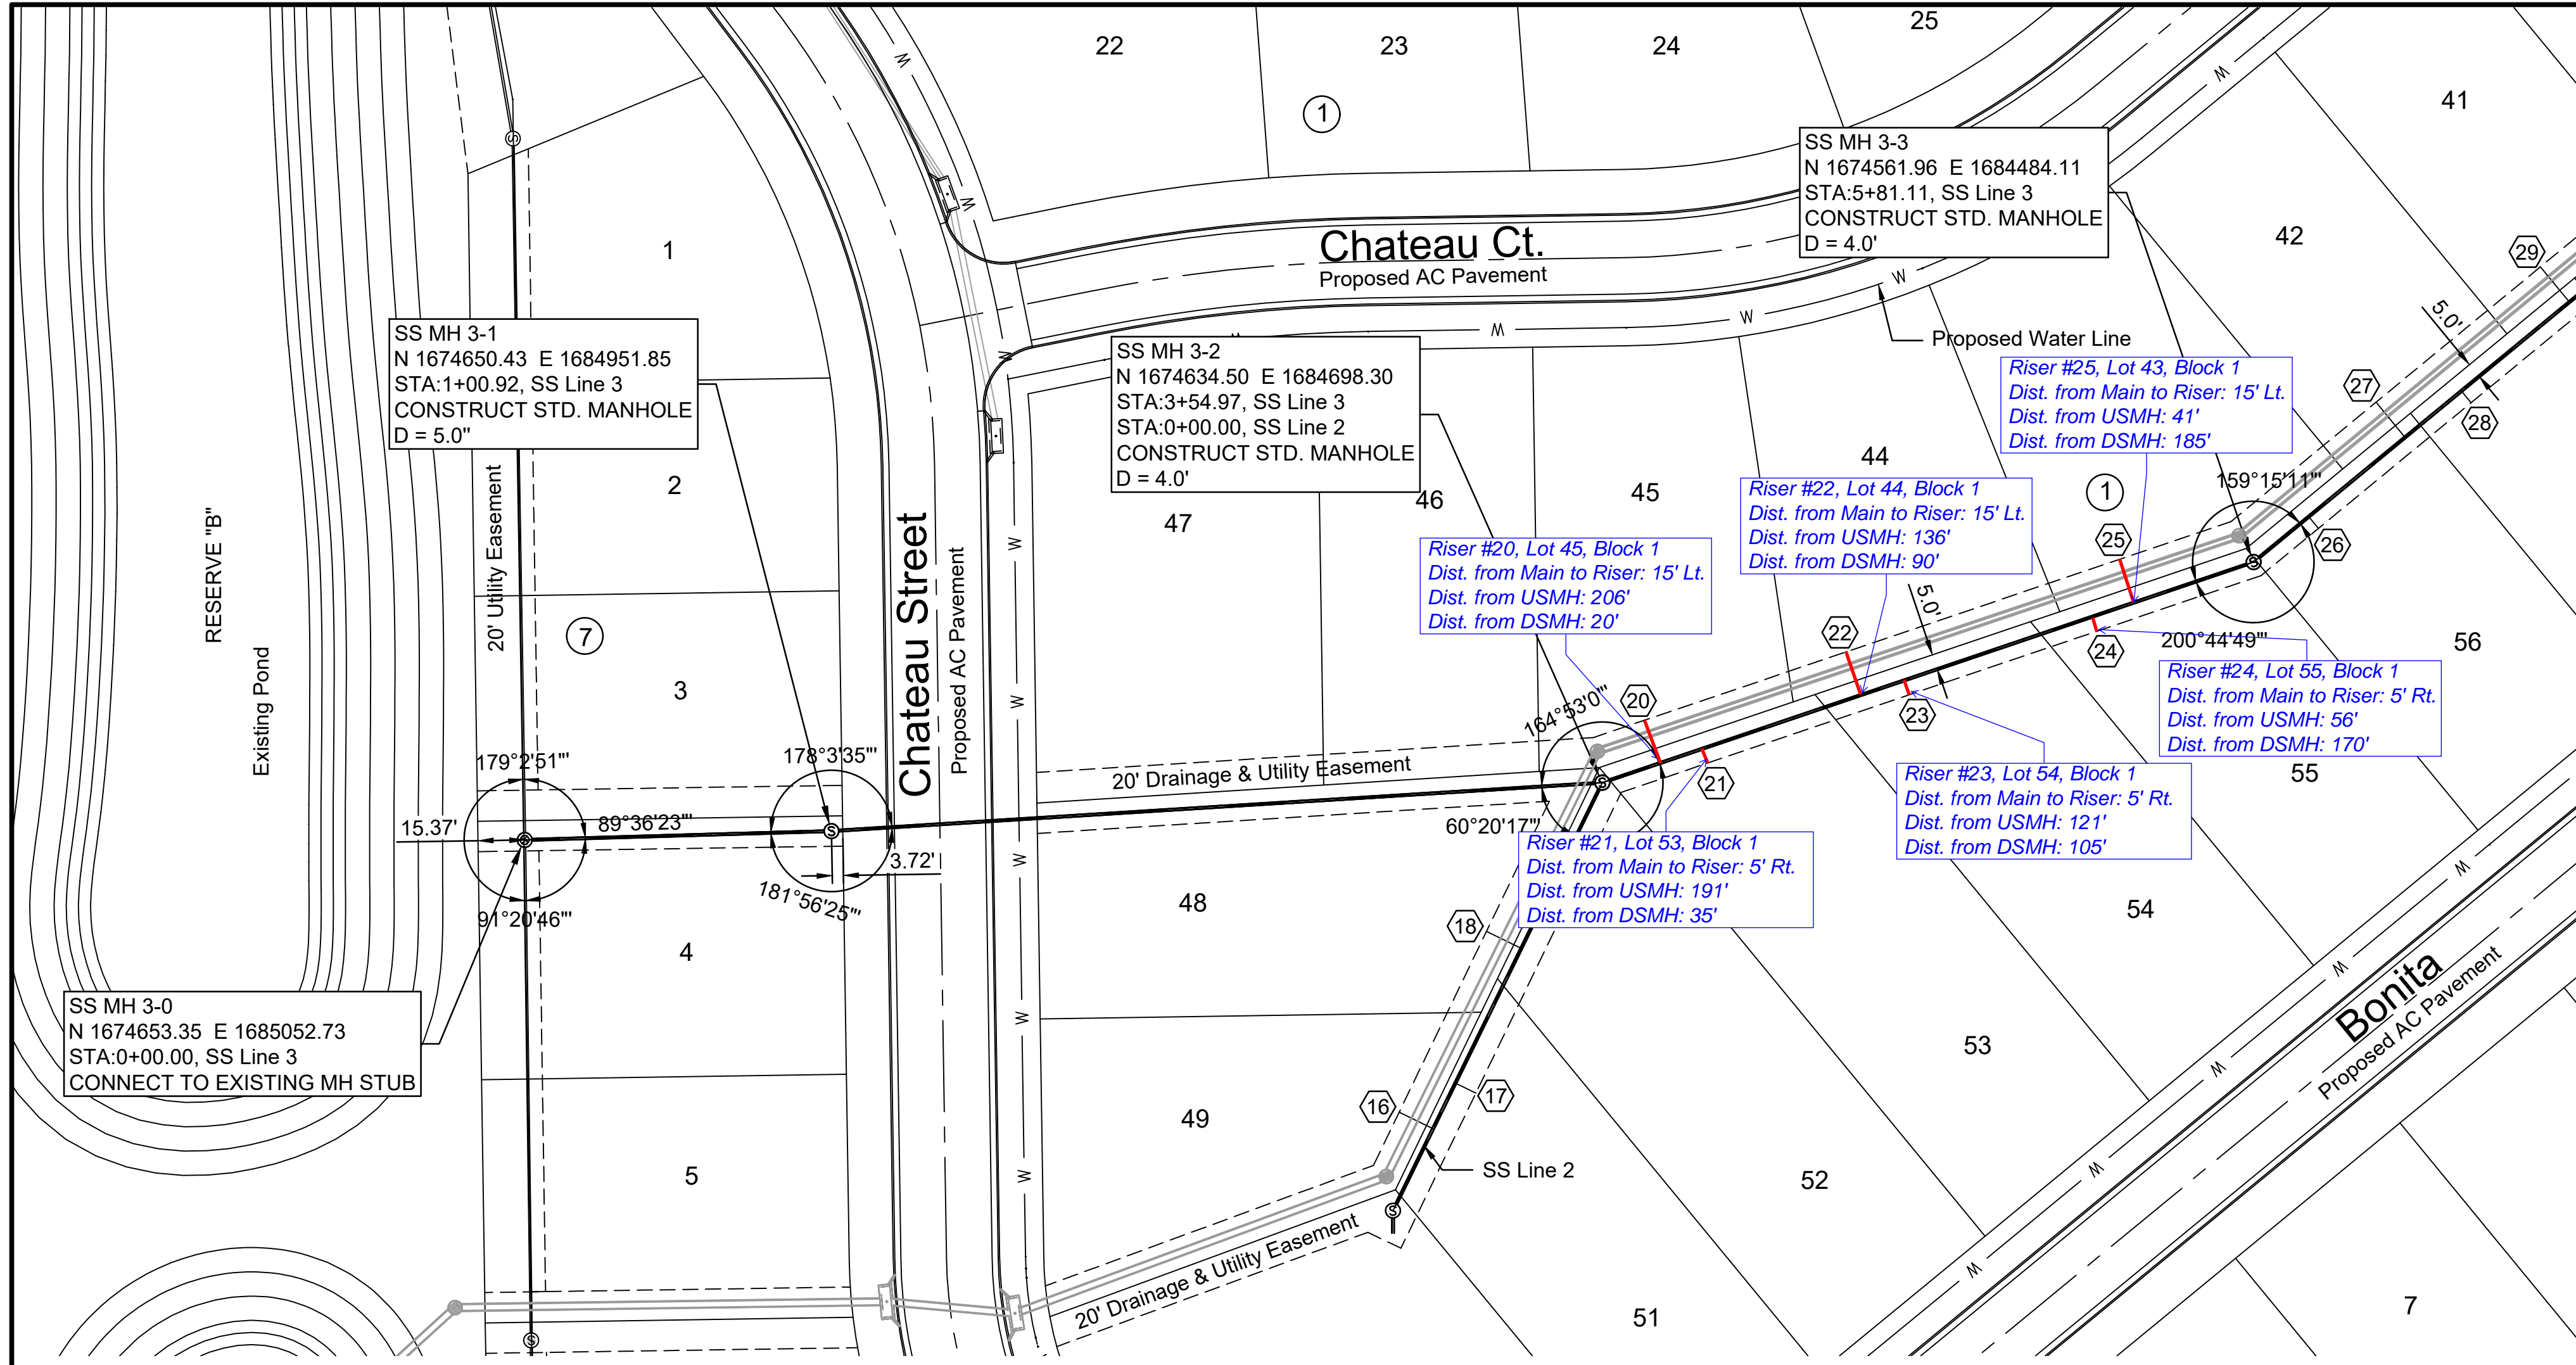 22
23
24
25
41
1
SS MH 3-3
N 1674561.96 E 1684484.11
STA:5+81.11, SS Line 3
CONSTRUCT STD. MANHOLE
D = 4.0'
W
W
W
42
29
1
Chateau Ct.
Proposed AC Pavement
W
W
W
W
W
Proposed Water Line
5.0'
SS MH 3-1
N 1674650.43 E 1684951.85
STA:1+00.92, SS Line 3
CONSTRUCT STD. MANHOLE
D = 5.0"
SS MH 3-2
N 1674634.50 E 1684698.30
STA:3+54.97, SS Line 3
STA:0+00.00, SS Line 2
CONSTRUCT STD. MANHOLE
D = 4.0'
Riser #25, Lot 43, Block 1
Dist. from Main to Riser: 15' Lt.
Dist. from USMH: 41'
Dist. from DSMH: 185'
27
28
2
47
46
45
44
1
159°15'11"'
Riser #22, Lot 44, Block 1
Dist. from Main to Riser: 15' Lt.
Dist. from USMH: 136'
Dist. from DSMH: 90'
Riser #20, Lot 45, Block 1
Dist. from Main to Riser: 15' Lt.
Dist. from USMH: 206'
Dist. from DSMH: 20'
25
26
RESERVE "B"
Existing Pond
20' Utility Easement
Chateau Street
Proposed AC Pavement
W
W
W
W
W
7
3
5.0'
22
20
24
23
21
200°44'49"'
56
Riser #24, Lot 55, Block 1
Dist. from Main to Riser: 5' Rt.
Dist. from USMH: 56'
Dist. from DSMH: 170'
55
164°53'0"'
179°2'51"'
178°3'35"'
20' Drainage & Utility Easement
15.37'
89°36'23"'
3.72'
60°20'17"'
181°56'25"'
91°20'46"'
Riser #23, Lot 54, Block 1
Dist. from Main to Riser: 5' Rt.
Dist. from USMH: 121'
Dist. from DSMH: 105'
Riser #21, Lot 53, Block 1
Dist. from Main to Riser: 5' Rt.
Dist. from USMH: 191'
Dist. from DSMH: 35'
4
48
18
54
SS MH 3-0
N 1674653.35 E 1685052.73
STA:0+00.00, SS Line 3
CONNECT TO EXISTING MH STUB
Bonita
Proposed AC Pavement
W
W
W
W
W
53
49
16
17
5
SS Line 2
52
20' Drainage & Utility Easement
51
7
S
S
S
S
S
S
S